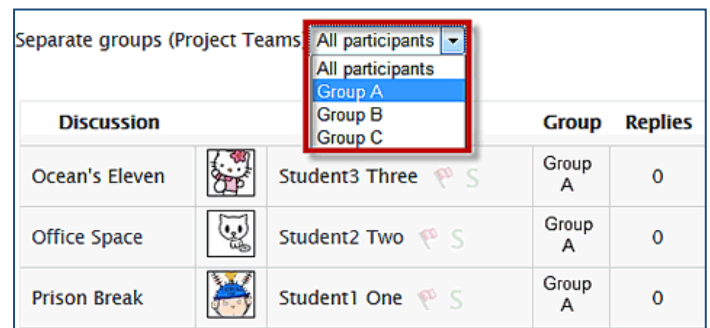 Separate groups (Project Teams) All participants
All participants
Group A
Group B
Group C
Discussion Group Replies
Ocean's Eleven Student3 Three S Group A 0
Office Space Student2 Two S Group A 0
Prison Break Student1 One S Group A 0